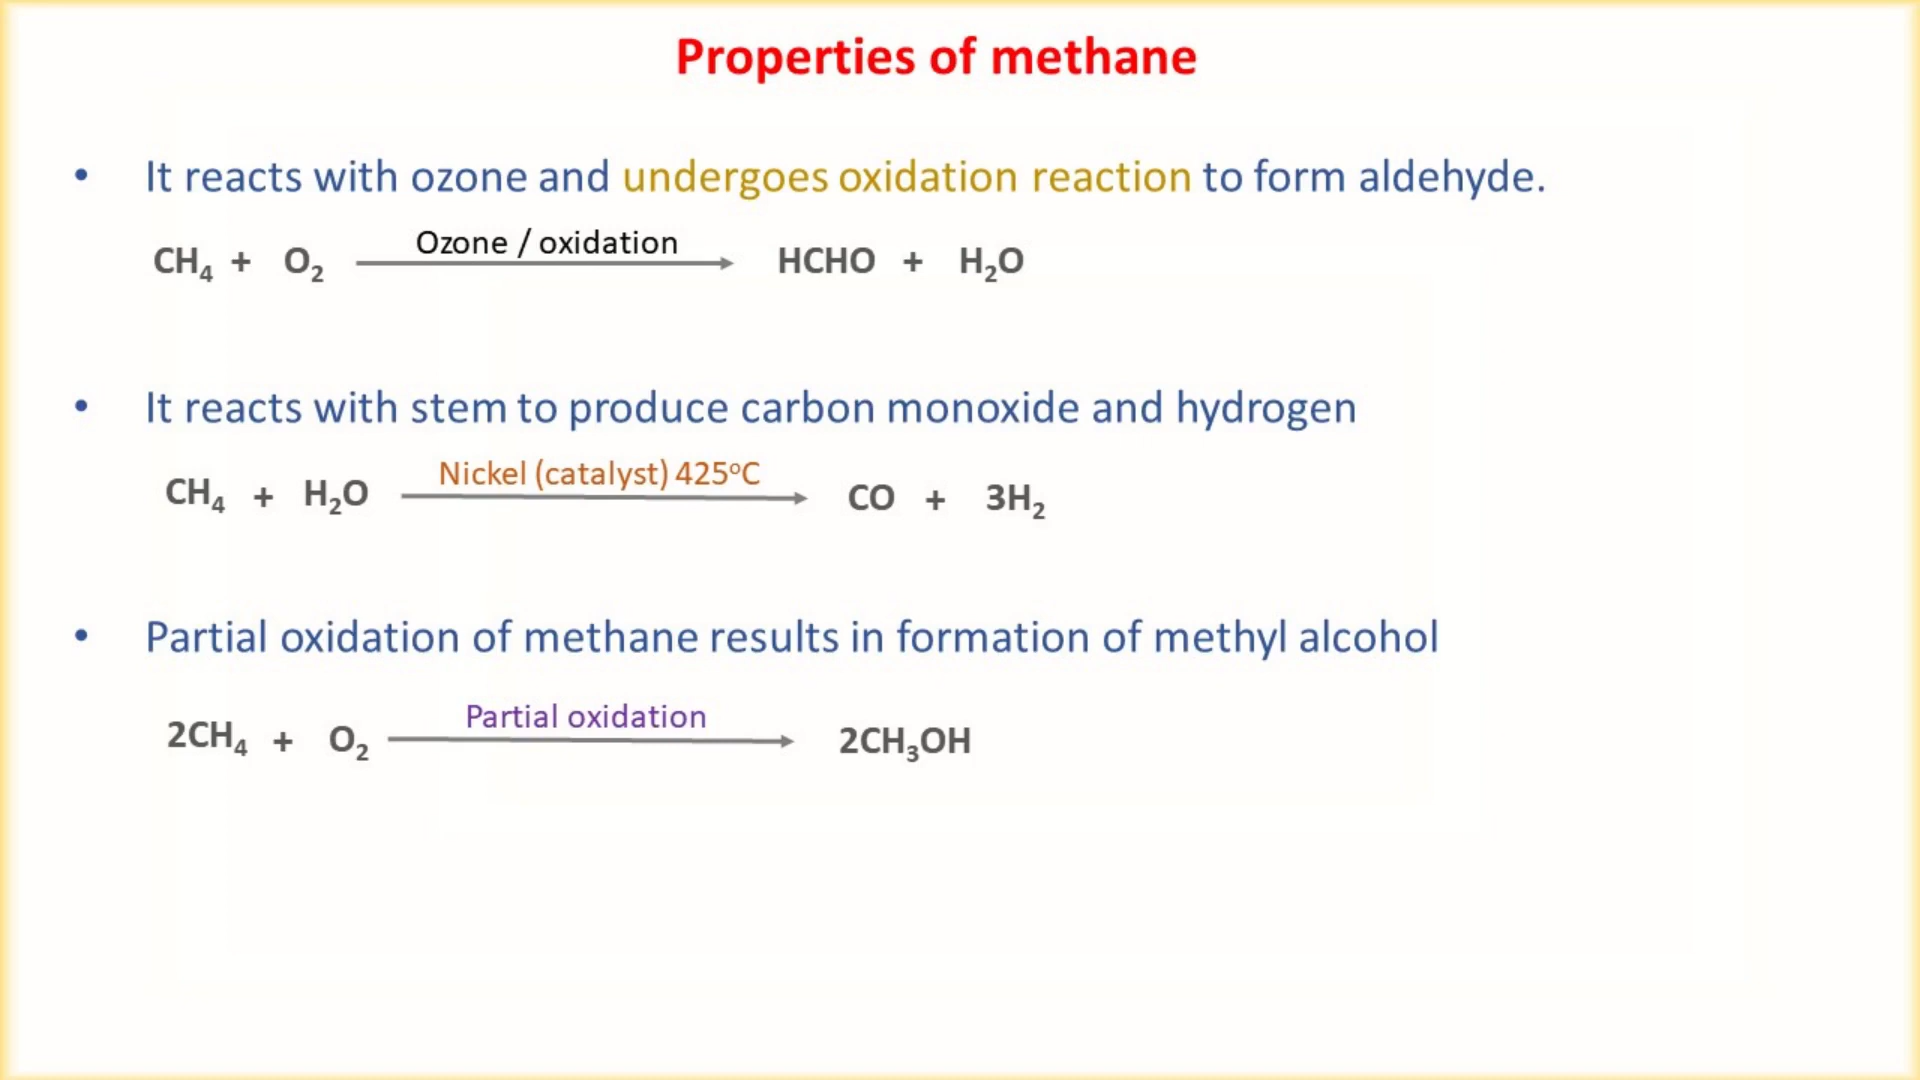 Properties of methane
• It reacts with ozone and undergoes oxidation reaction to form aldehyde.
Ozone / oxidation
CH₄ + O₂ → HCHO + H₂O
• It reacts with stem to produce carbon monoxide and hydrogen
Nickel (catalyst) 425°C
CH₄ + H₂O → CO + 3H₂
• Partial oxidation of methane results in formation of methyl alcohol
Partial oxidation
2CH₄ + O₂ → 2CH₃OH